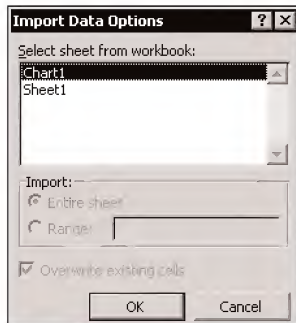 Import Data Options
Select sheet from workbook:
Chart1
Sheet1
Import:
Entire sheet
Range:
Overwrite existing cells
OK Cancel